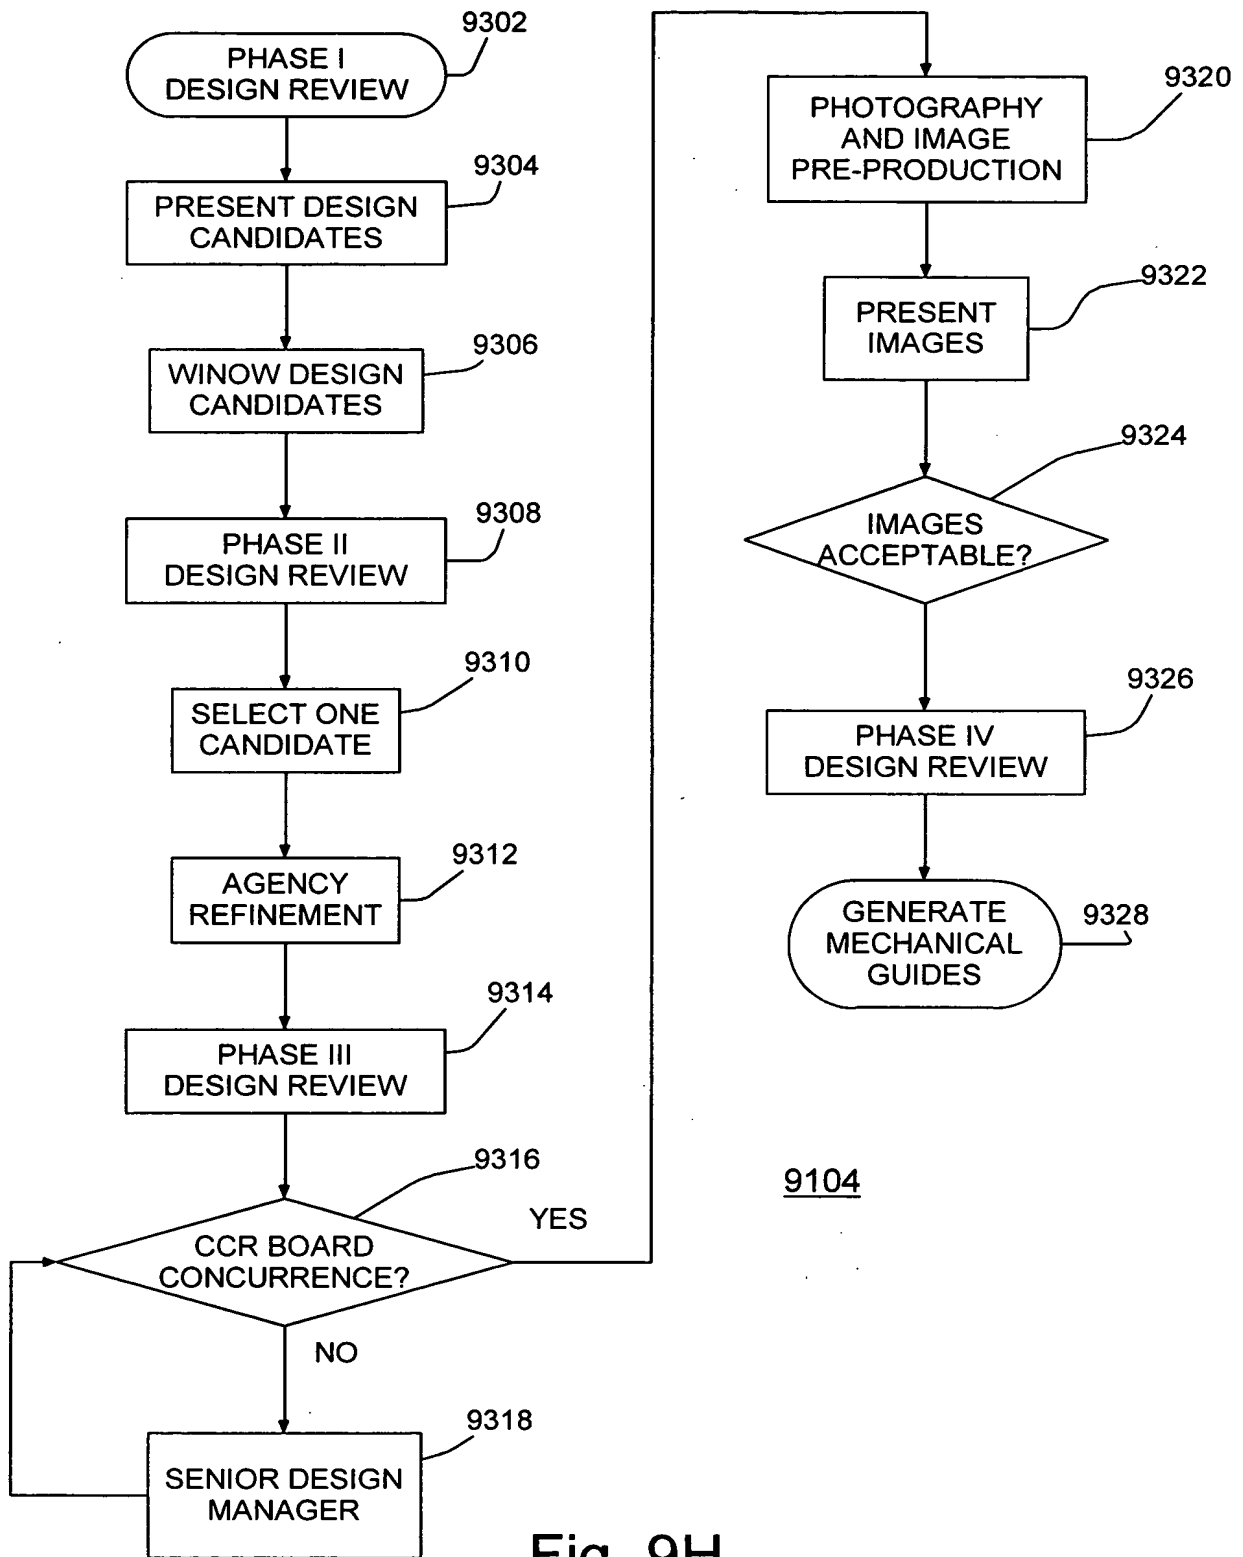 9302
PHASE I
DESIGN REVIEW
9304
PRESENT DESIGN
CANDIDATES
9306
WINOW DESIGN
CANDIDATES
9308
PHASE II
DESIGN REVIEW
9310
SELECT ONE
CANDIDATE
9312
AGENCY
REFINEMENT
9314
PHASE III
DESIGN REVIEW
9316
CCR BOARD
CONCURRENCE?
YES
NO
9318
SENIOR DESIGN
MANAGER
9320
PHOTOGRAPHY
AND IMAGE
PRE-PRODUCTION
9322
PRESENT
IMAGES
9324
IMAGES
ACCEPTABLE?
9326
PHASE IV
DESIGN REVIEW
9328
GENERATE
MECHANICAL
GUIDES
9104
Fig. 9H